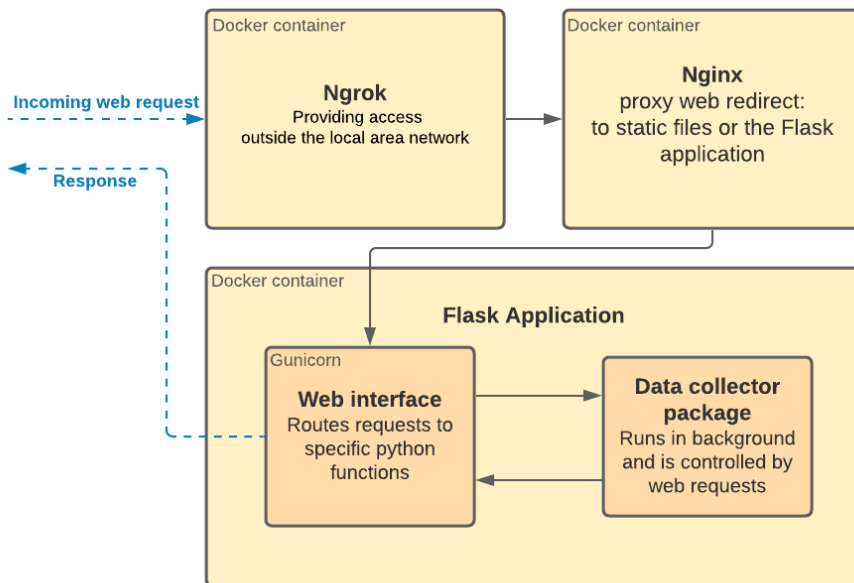 Docker container
Ngrok
Providing access
outside the local area network
Docker container
Nginx
proxy web redirect:
to static files or the Flask
application
Incoming web request
Response
Docker container
Flask Application
Gunicorn
Web interface
Routes requests to
specific python
functions
Data collector
package
Runs in background
and is controlled by
web requests